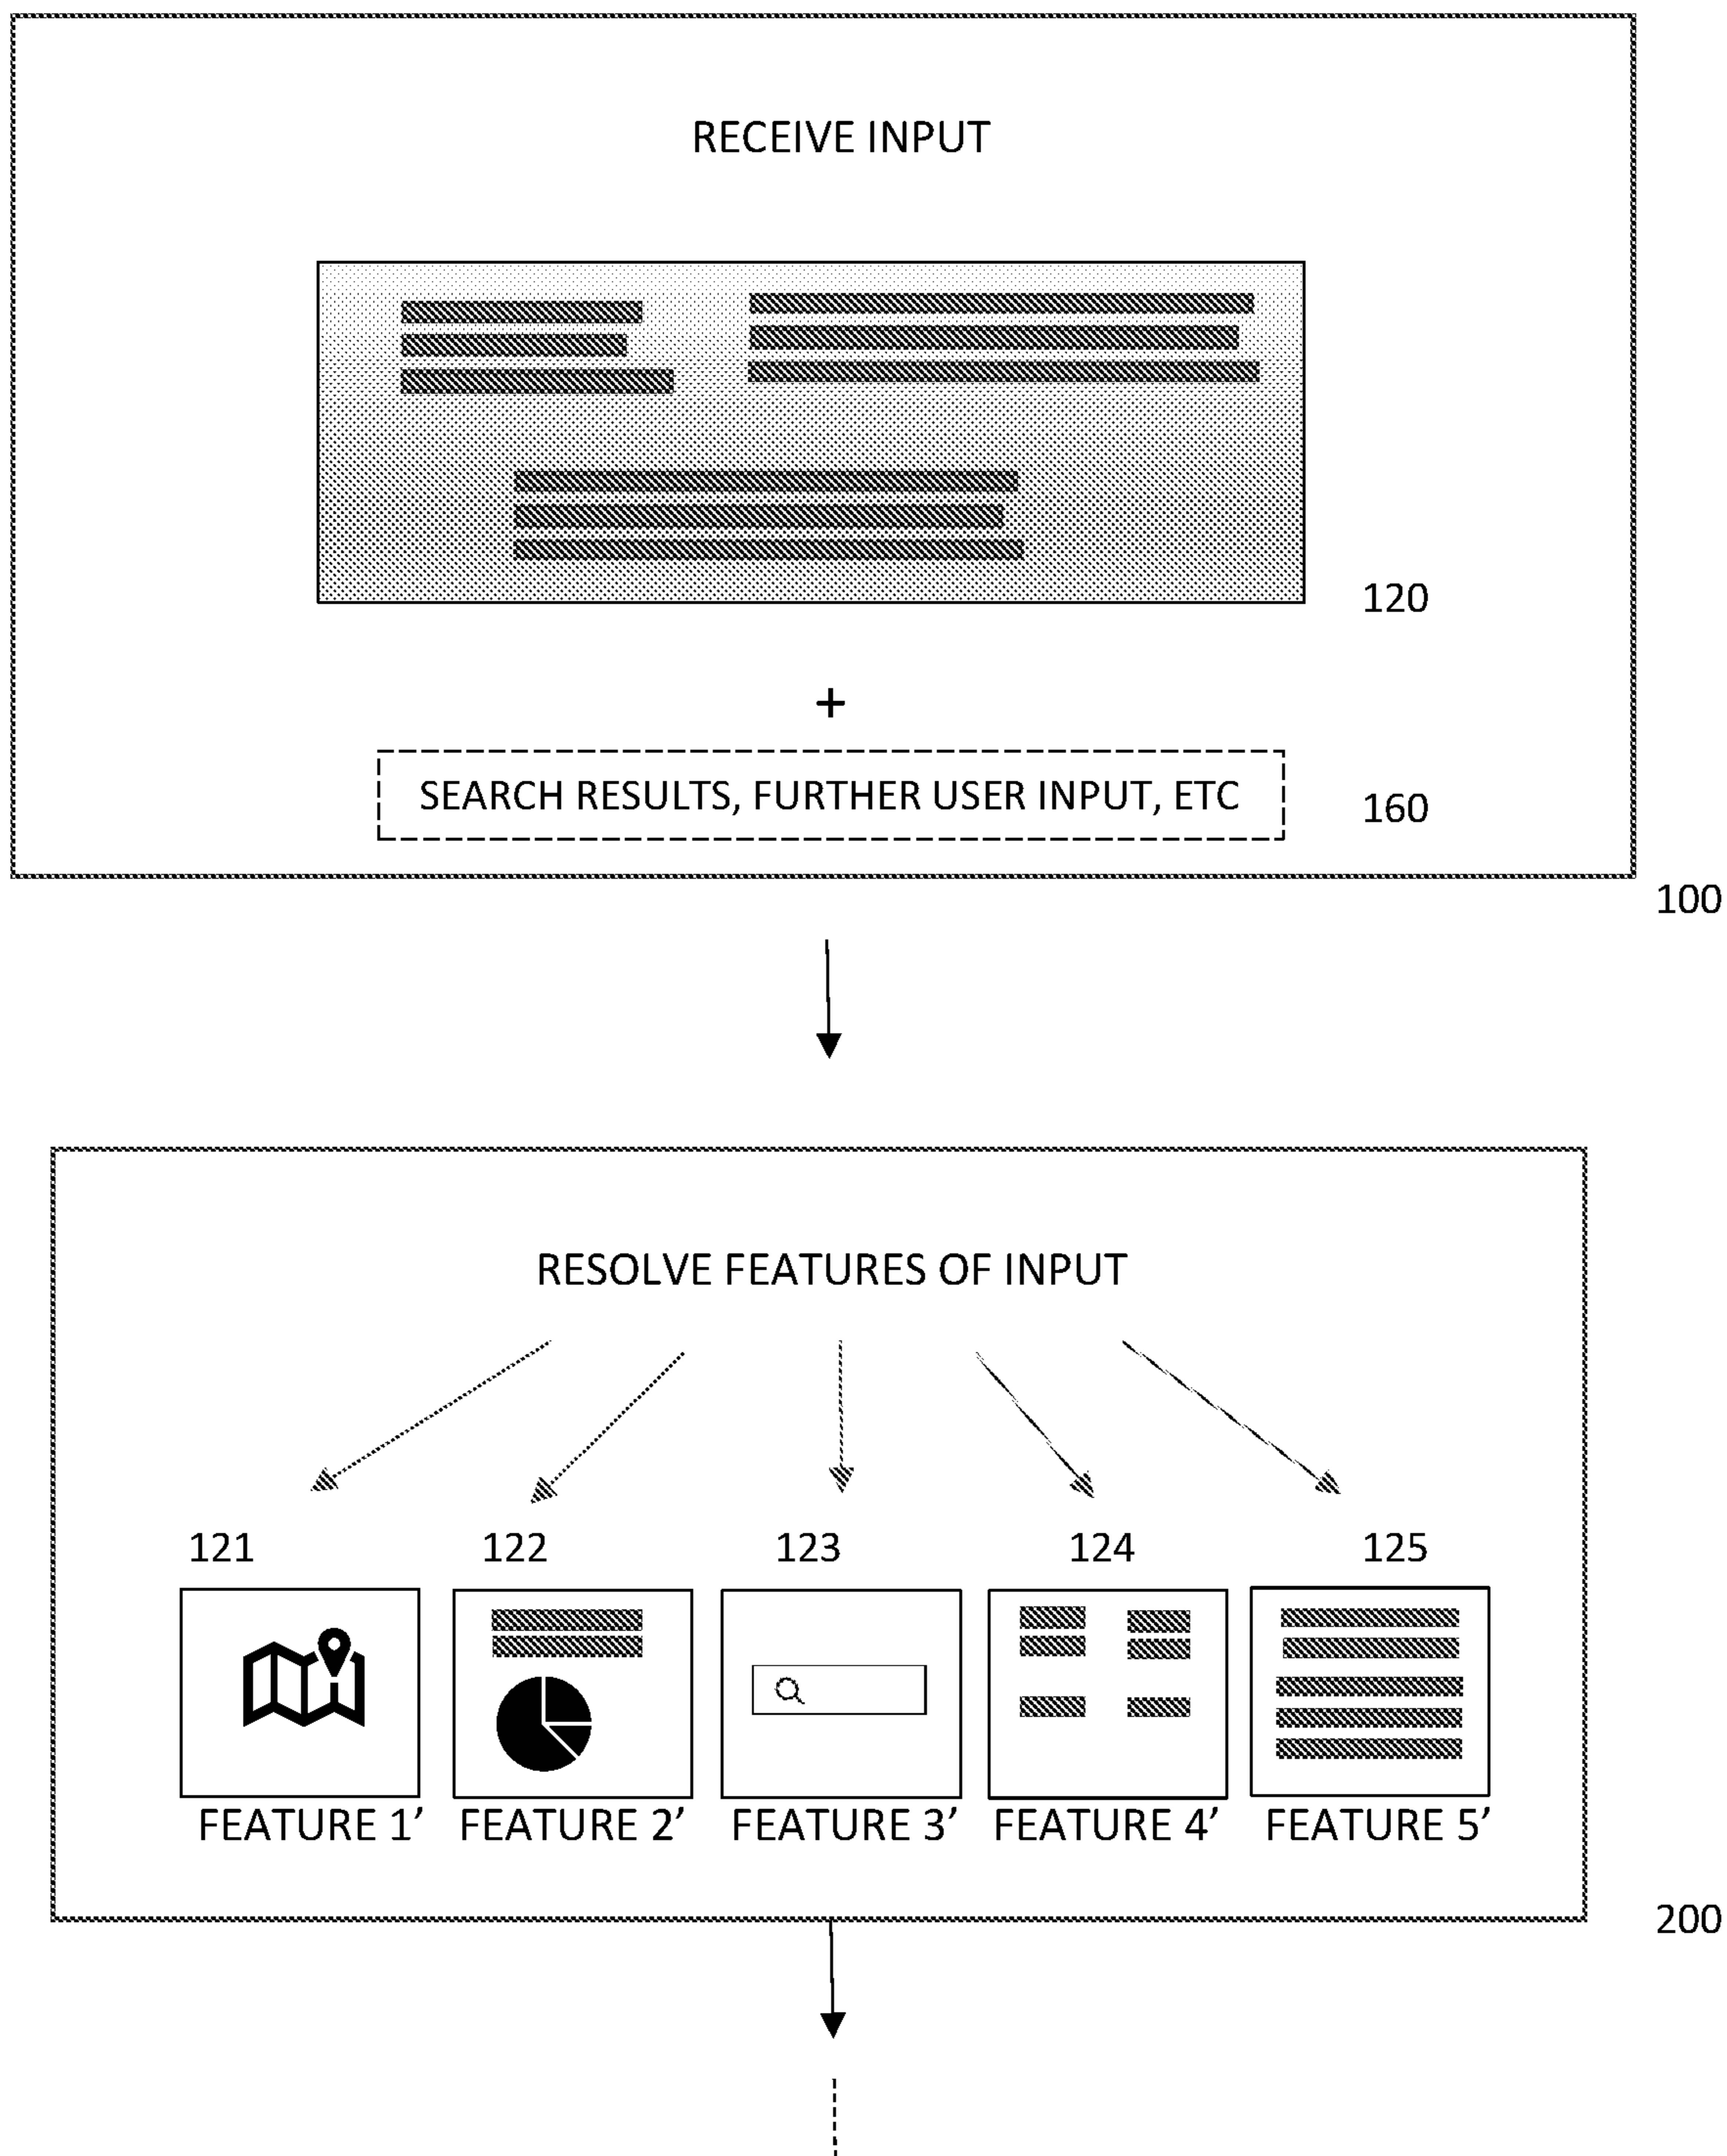 RECEIVE INPUT
120
+
SEARCH RESULTS, FURTHER USER INPUT, ETC
160
100
RESOLVE FEATURES OF INPUT
121 122 123 124 125
FEATURE 1’ FEATURE 2’ FEATURE 3’ FEATURE 4’ FEATURE 5’
200